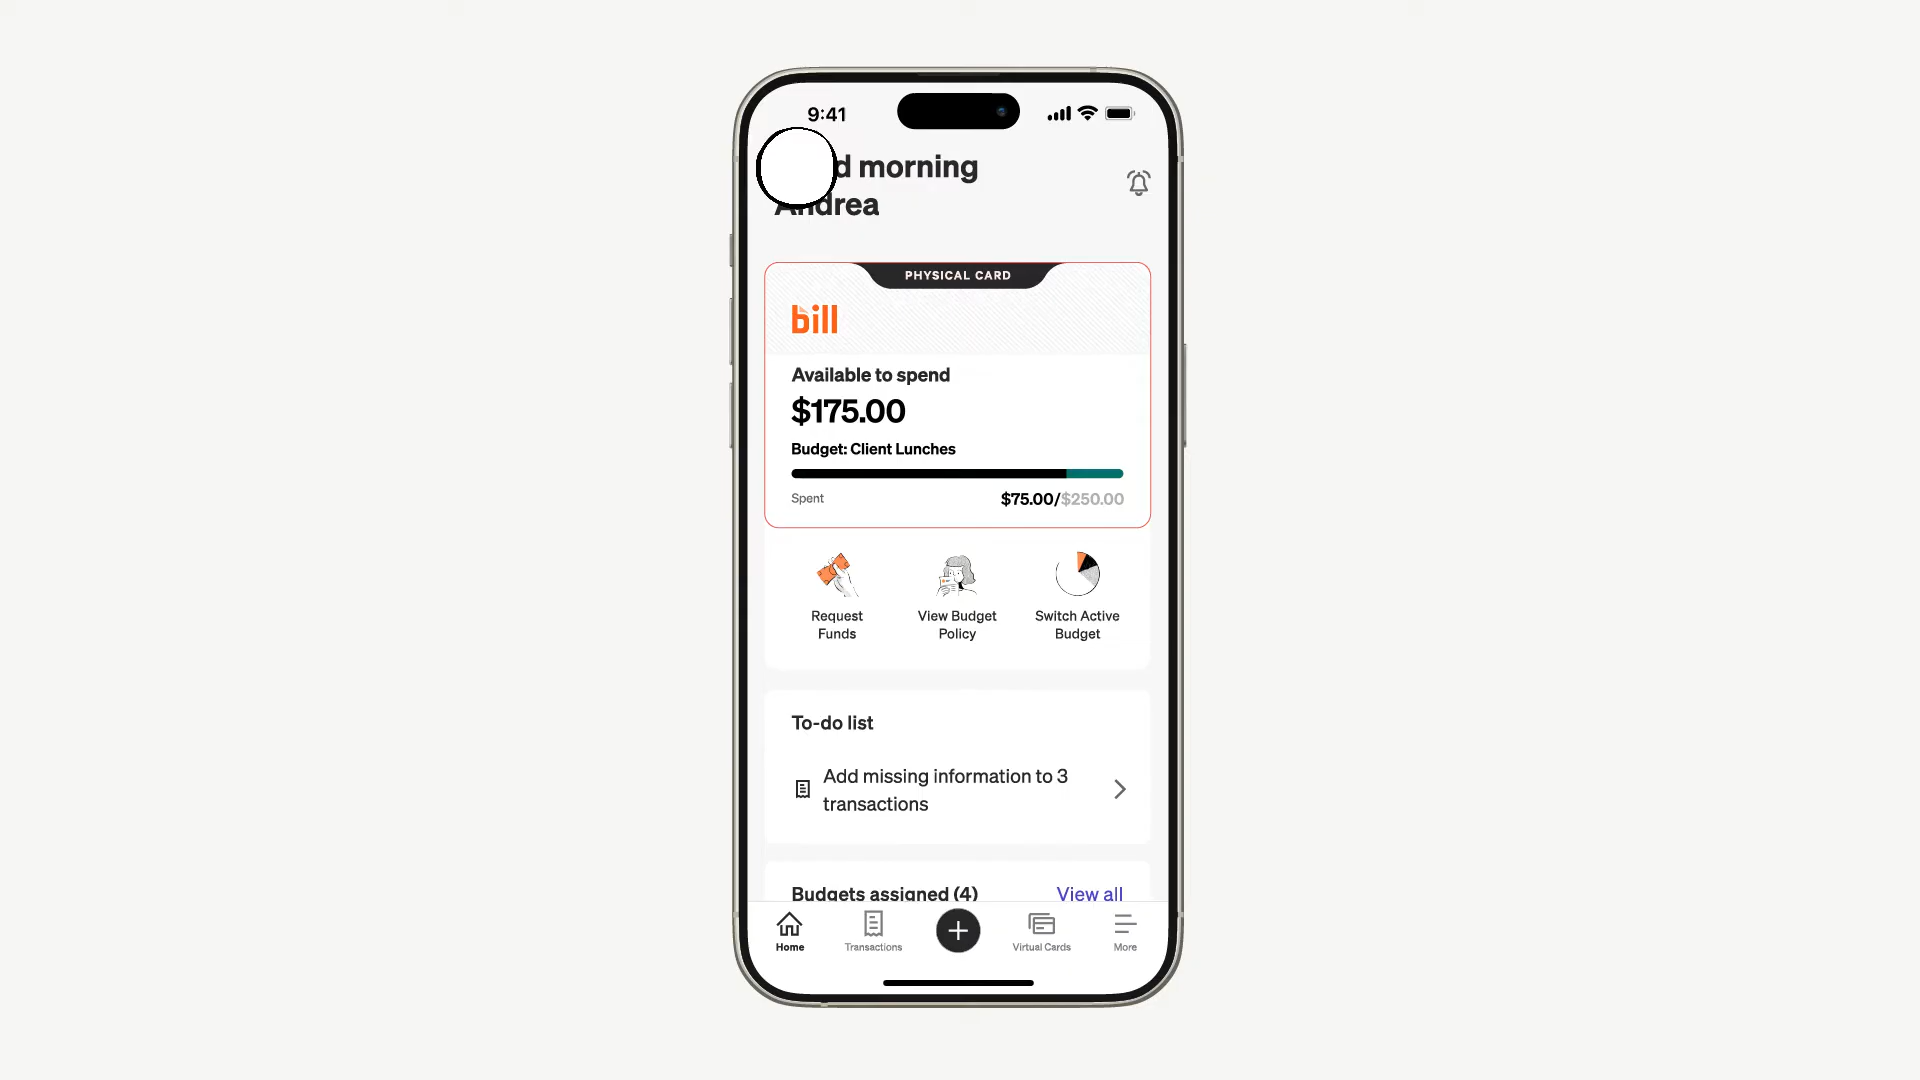 9:41
d morning
Andrea
PHYSICAL CARD
bill
Available to spend
$175.00
Budget: Client Lunches
Spent $75.00/$250.00
Request Funds
View Budget Policy
Switch Active Budget
To-do list
Add missing information to 3
transactions
Budgets assigned (4) View all
Home Transactions Virtual Cards More